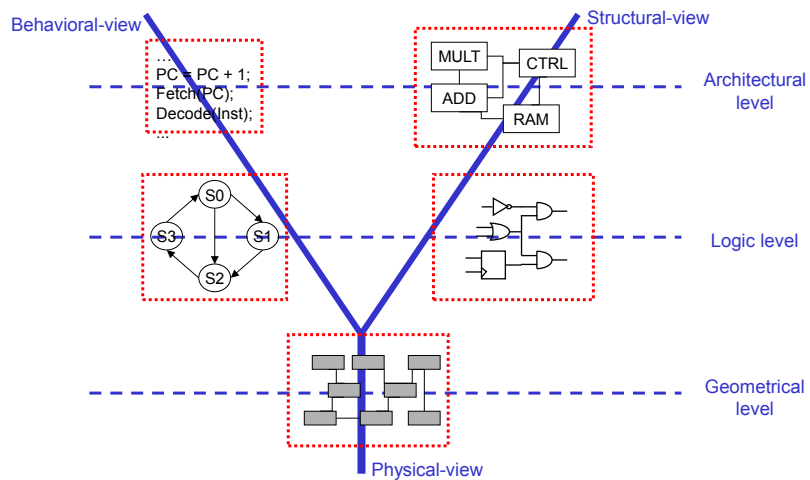 Behavioral-view
Structural-view
...
PC = PC + 1;
Fetch(PC);
Decode(Inst);
...
MULT
CTRL
ADD
RAM
Architectural
level
S0
S3
S1
S2
Logic level
Geometrical
level
Physical-view